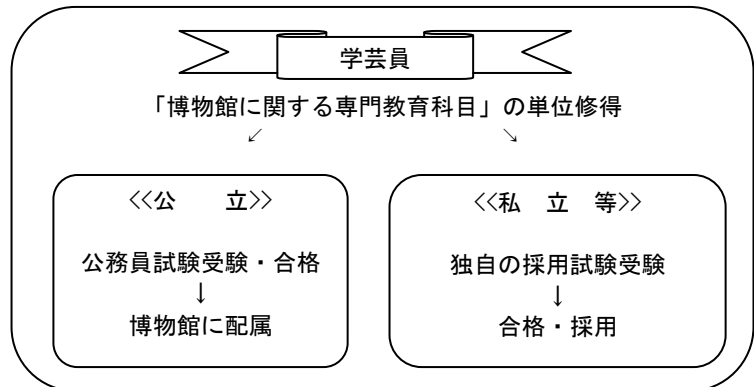 学芸員
「博物館に関する専門教育科目」の単位修得
↙ ↘
<<公 立>>
公務員試験受験・合格
↓
博物館に配属
<<私 立 等>>
独自の採用試験受験
↓
合格・採用